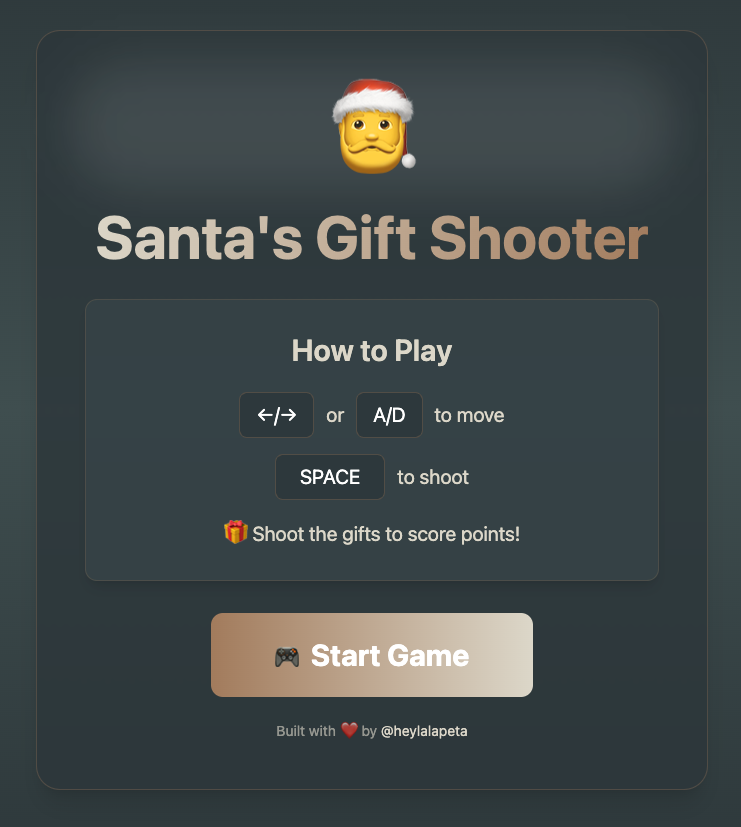 Santa's Gift Shooter
How to Play
←/→ or A/D to move
SPACE to shoot
🎁 Shoot the gifts to score points!
🎮 Start Game
Built with ❤️ by @heylalapeta